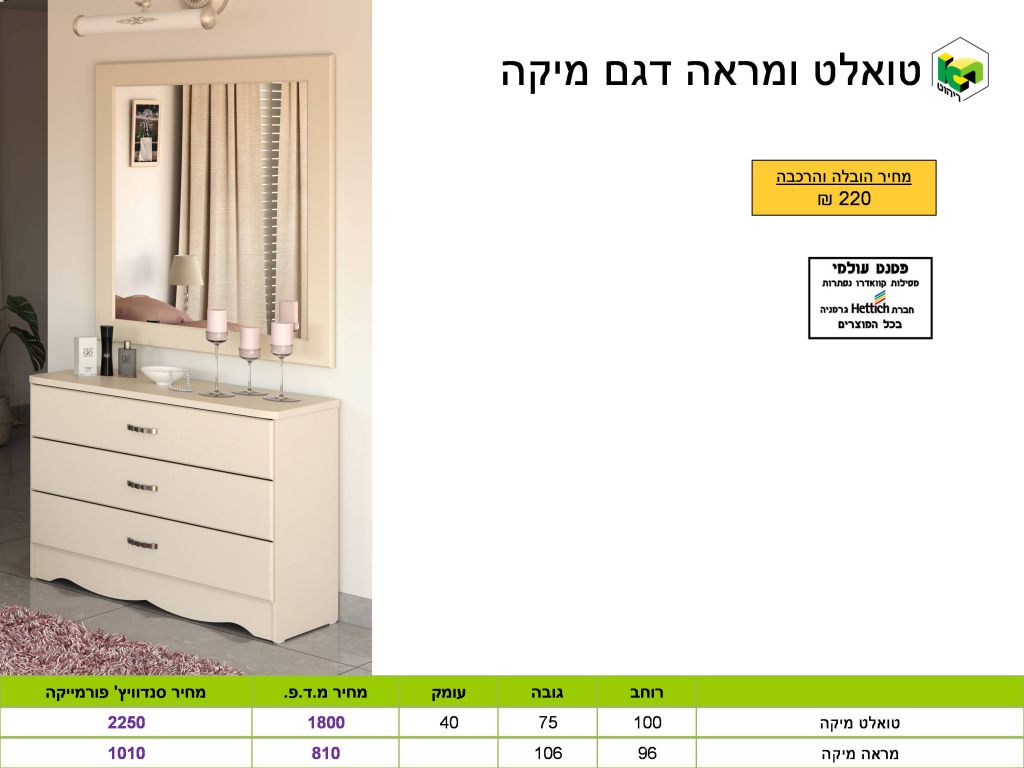 טואלט ומראה דגם מיקה
ריהוט
מחיר הובלה והרכבה
220 ₪
פטנט עולמי
מסילות קוואדרו נסתרות
חברת Hettich גרמניה
בכל המוצרים
רוחב גובה עומק מחיר מ.ד.פ. מחיר סנדוויץ' פורמייקה
טואלט מיקה 100 75 40 1800 2250
מראה מיקה 96 106 810 1010